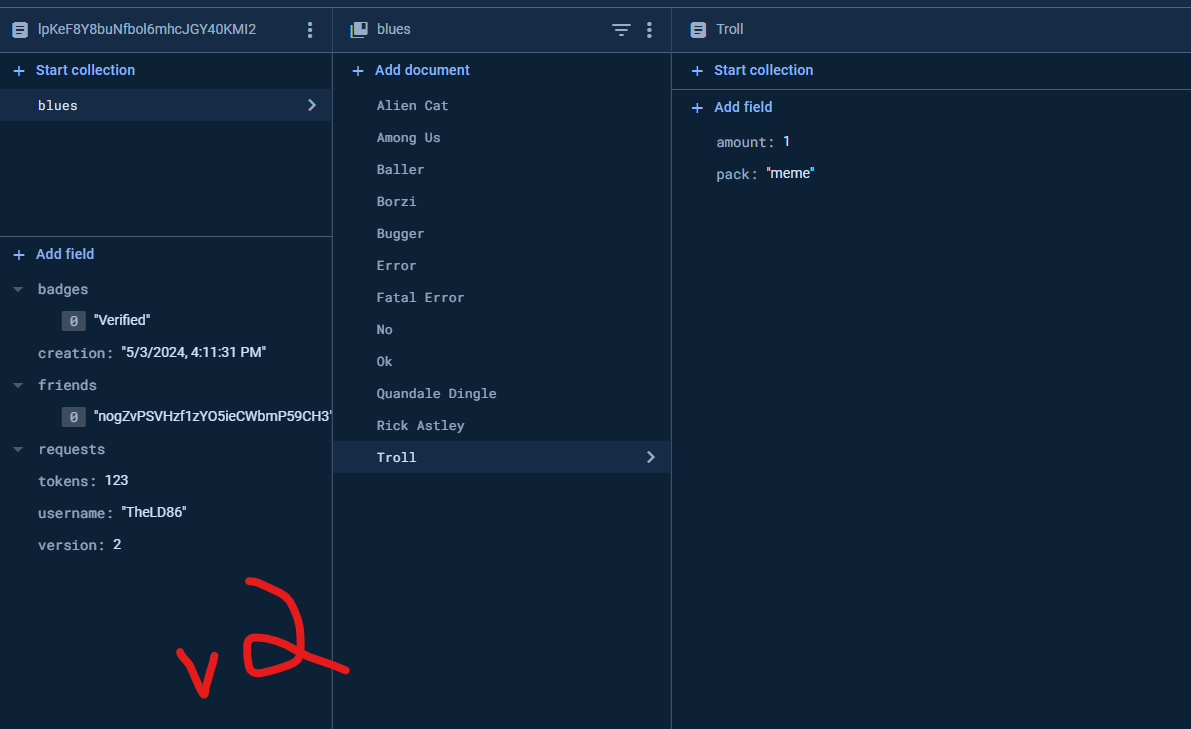 lpKeF8Y8buNfbol6mhcJGY40KMI2
Start collection
blues
Add field
badges
0 "Verified"
creation: "5/3/2024, 4:11:31 PM"
friends
0 "nogZvPSVHzf1zYO5ieCWbmP59CH3"
requests
tokens: 123
username: "TheLD86"
version: 2
v2
blues
Add document
Alien Cat
Among Us
Baller
Borzi
Bugger
Error
Fatal Error
No
Ok
Quandale Dingle
Rick Astley
Troll
Troll
Start collection
Add field
amount: 1
pack: "meme"